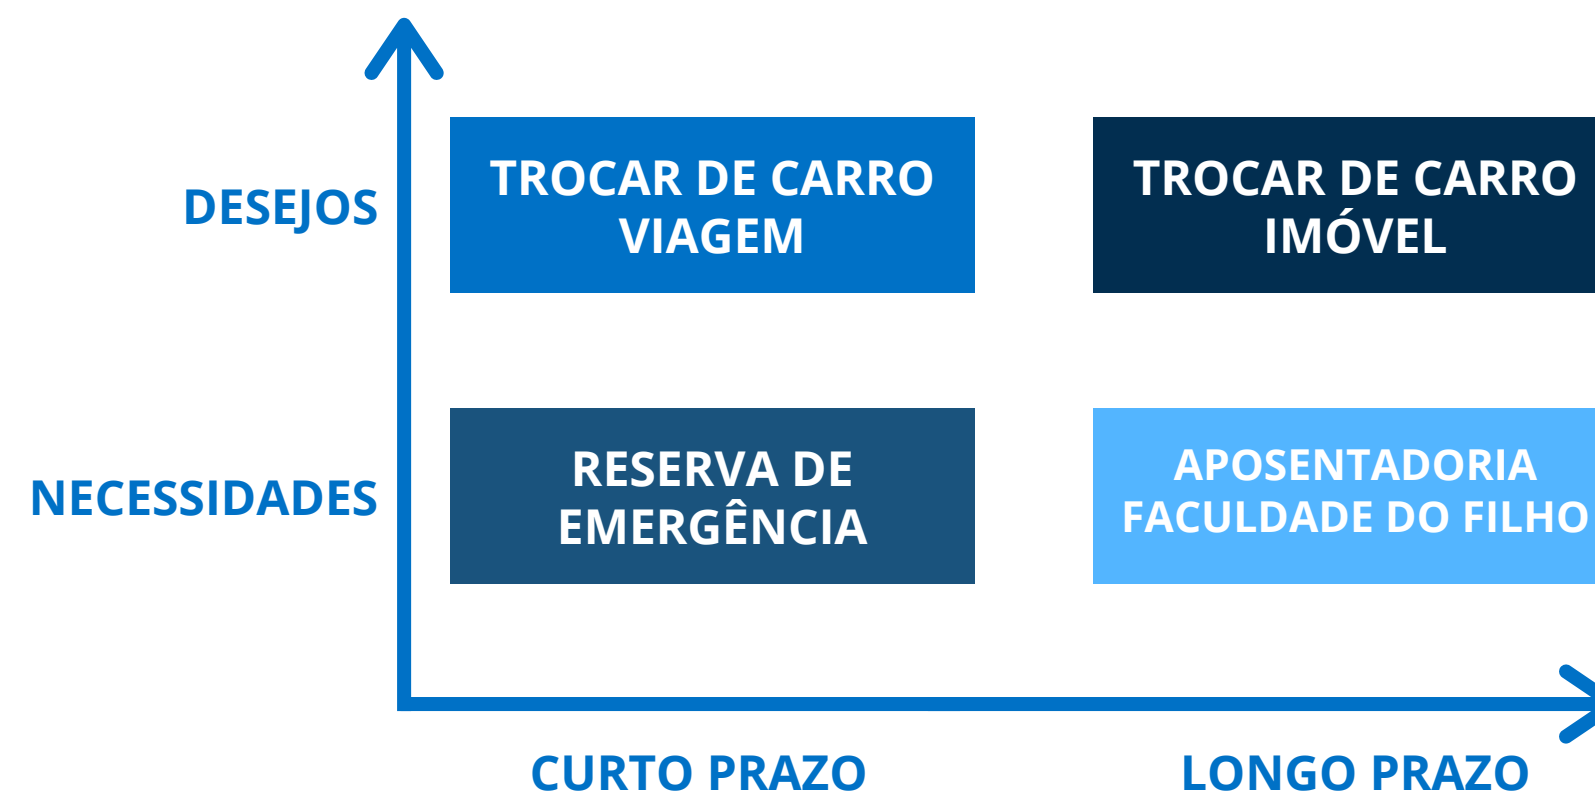 DESEJOS
TROCAR DE CARRO
VIAGEM
TROCAR DE CARRO
IMÓVEL
NECESSIDADES
RESERVA DE
EMERGÊNCIA
APOSENTADORIA
FACULDADE DO FILHO
CURTO PRAZO
LONGO PRAZO